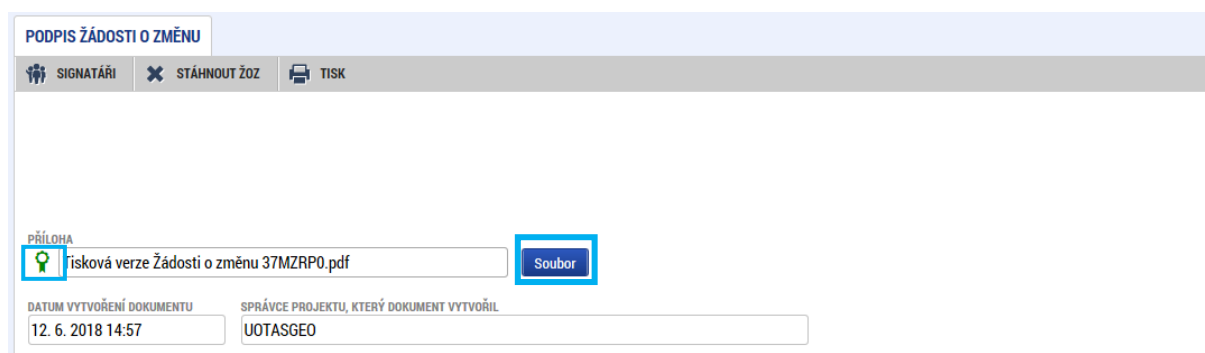 PODPIS ŽÁDOSTI O ZMĚNU
SIGNATÁŘI STÁHNOUT ŽOZ TISK
PŘÍLOHA
Tisková verze Žádosti o změnu 37MZRP0.pdf Soubor
DATUM VYTVOŘENÍ DOKUMENTU SPRÁVCE PROJEKTU, KTERÝ DOKUMENT VYTVOŘIL
12. 6. 2018 14:57 UOTASGEO